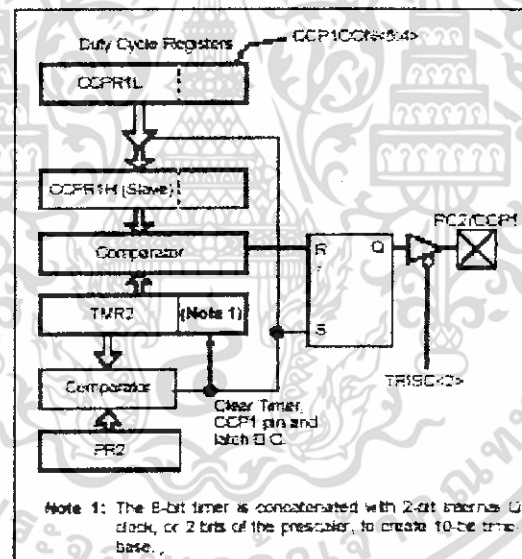 Duty Cycle Registers
CCP1CON<5:4>
CCPR1L
CCPR1H (Slave)
Comparator
R
Q
RC2/CCP1
TMR2
(Note 1)
S
TRISC<2>
Comparator
Clear Timer,
CCP1 pin and
latch D.C.
PR2
Note 1: The 8-bit timer is concatenated with 2-bit internal Q
clock, or 2 bits of the prescaler, to create 10-bit time-
base.